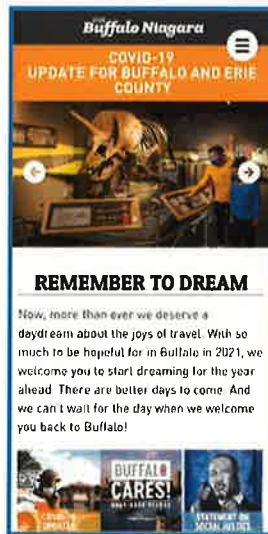 Buffalo Niagara
COVID-19
UPDATE FOR BUFFALO AND ERIE
COUNTY
REMEMBER TO DREAM
Now, more than ever we deserve a
daydream about the joys of travel. With so
much to be hopeful for in Buffalo in 2021, we
welcome you to start dreaming for the year
ahead. There are better days to come. And
we can't wait for the day when we welcome
you back to Buffalo!
BUFFALO
CARES!
COVID-19
UPDATES
STATEMENT ON
SOCIAL JUSTICE